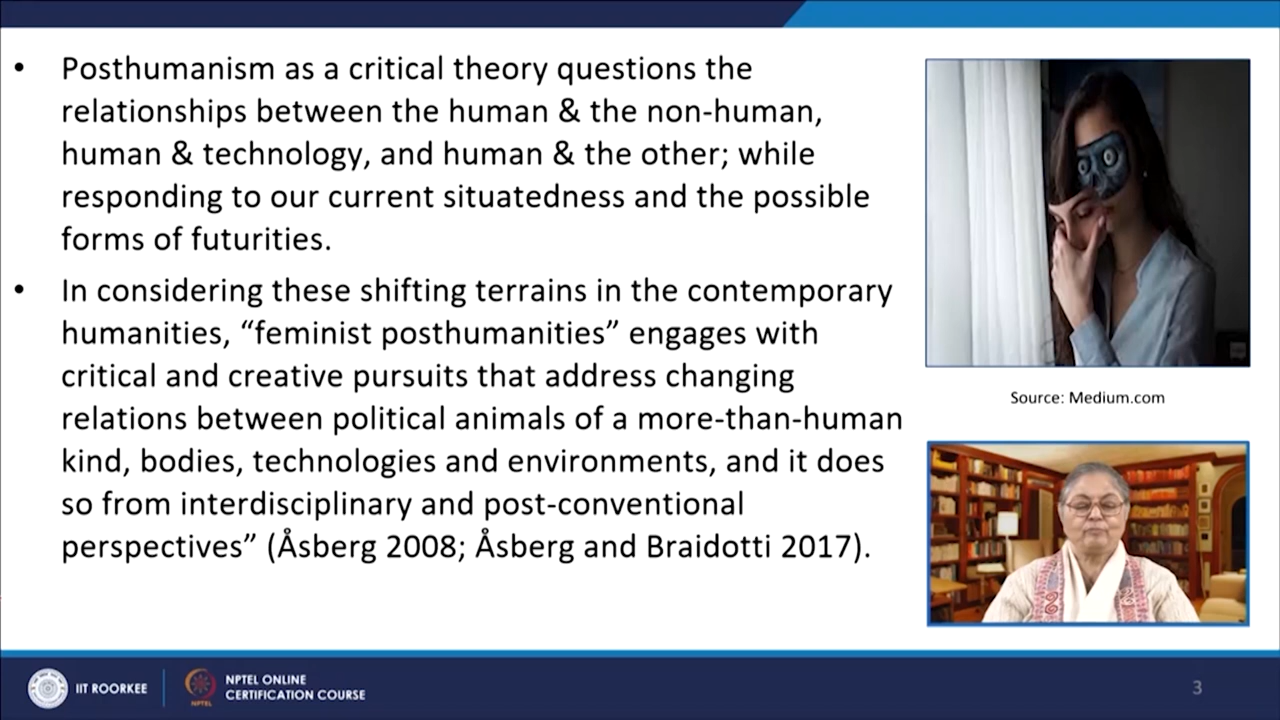 • Posthumanism as a critical theory questions the
relationships between the human & the non-human,
human & technology, and human & the other; while
responding to our current situatedness and the possible
forms of futurities.
• In considering these shifting terrains in the contemporary
humanities, “feminist posthumanities” engages with
critical and creative pursuits that address changing
relations between political animals of a more-than-human
kind, bodies, technologies and environments, and it does
so from interdisciplinary and post-conventional
perspectives” (Åsberg 2008; Åsberg and Braidotti 2017).
Source: Medium.com
IIT ROORKEE
NPTEL
NPTEL ONLINE
CERTIFICATION COURSE
3